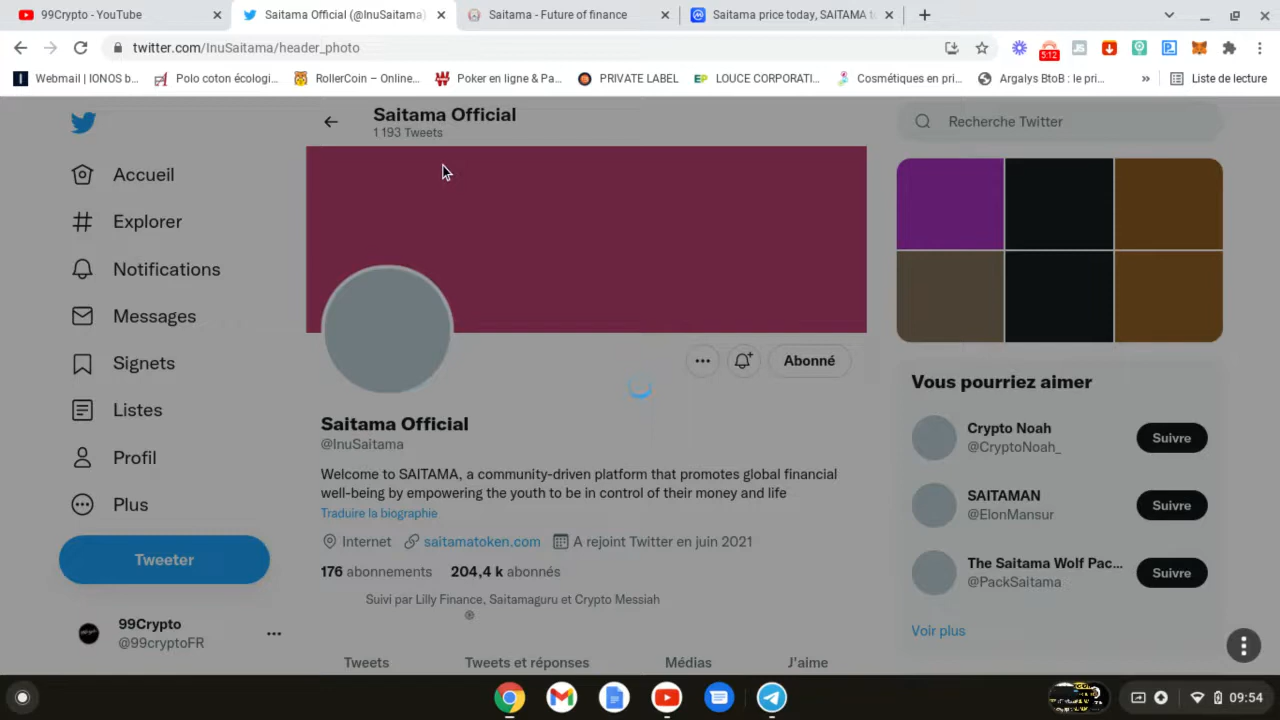 99Crypto - YouTube
Saitama Official (@InuSaitama)
Saitama - Future of finance
Saitama price today, SAITAMA t
twitter.com/InuSaitama/header_photo
5:12
Webmail | IONOS b...
Polo coton écologi...
RollerCoin – Online...
Poker en ligne & Pa...
PRIVATE LABEL
LOUCE CORPORATI...
Cosmétiques en pri...
Argalys BtoB : le pri...
»
Liste de lecture
Saitama Official
1 193 Tweets
Recherche Twitter
Accueil
Explorer
Notifications
Messages
Signets
Listes
Profil
Plus
Tweeter
99Crypto
@99cryptoFR
Abonné
Saitama Official
@InuSaitama
Welcome to SAITAMA, a community-driven platform that promotes global financial
well-being by empowering the youth to be in control of their money and life
Traduire la biographie
Internet saitamatoken.com A rejoint Twitter en juin 2021
176 abonnements 204,4 k abonnés
Suivi par Lilly Finance, Saitamaguru et Crypto Messiah
®
Tweets Tweets et réponses Médias J'aime
Vous pourriez aimer
Crypto Noah
@CryptoNoah_
Suivre
SAITAMAN
@ElonMansur
Suivre
The Saitama Wolf Pac...
@PackSaitama
Suivre
Voir plus
09:54